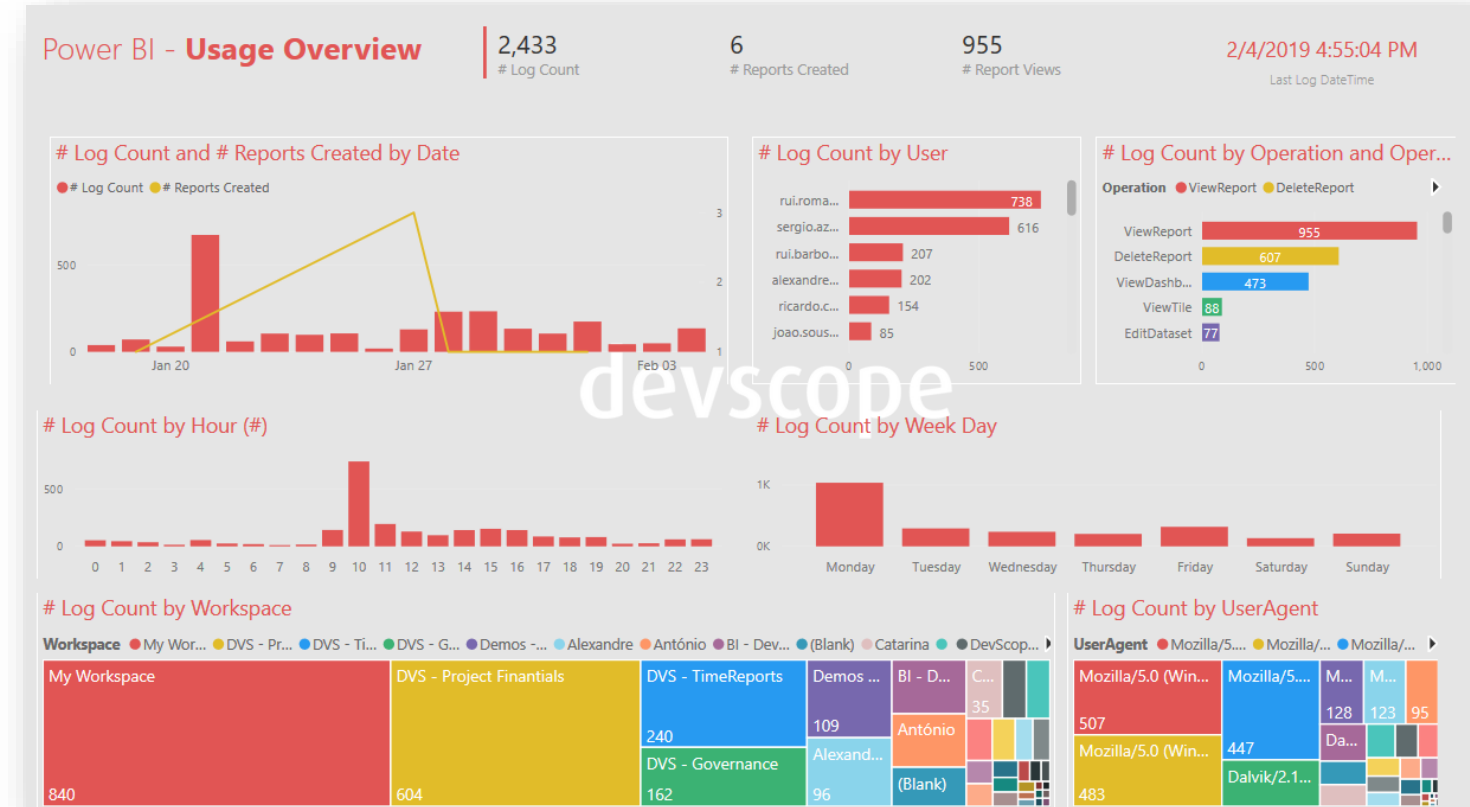 Power BI - Usage Overview
2,433
# Log Count
6
# Reports Created
955
# Report Views
2/4/2019 4:55:04 PM
Last Log DateTime
# Log Count and # Reports Created by Date
# Log Count # Reports Created
500
0
3
2
1
Jan 20 Jan 27 Feb 03
# Log Count by User
rui.roma... 738
sergio.az... 616
rui.barbo... 207
alexandre... 202
ricardo.c... 154
joao.sous... 85
0 500
# Log Count by Operation and Oper...
Operation ViewReport DeleteReport
ViewReport 955
DeleteReport 607
ViewDashb... 473
ViewTile 88
EditDataset 77
0 500 1,000
devscope
# Log Count by Hour (#)
500
0
0 1 2 3 4 5 6 7 8 9 10 11 12 13 14 15 16 17 18 19 20 21 22 23
# Log Count by Week Day
1K
0K
Monday Tuesday Wednesday Thursday Friday Saturday Sunday
# Log Count by Workspace
Workspace My Wor... DVS - Pr... DVS - Ti... DVS - G... Demos -... Alexandre António BI - Dev... (Blank) Catarina DevScop...
My Workspace
840
DVS - Project Finantials
604
DVS - TimeReports
240
DVS - Governance
162
Demos ...
109
Alexand...
96
BI - D...
António
(Blank)
C...
35
# Log Count by UserAgent
UserAgent Mozilla/5.... Mozilla/... Mozilla/...
Mozilla/5.0 (Win...
507
Mozilla/5.0 (Win...
483
Mozilla/5....
447
Dalvik/2.1...
M...
128
M...
123
95
Da...